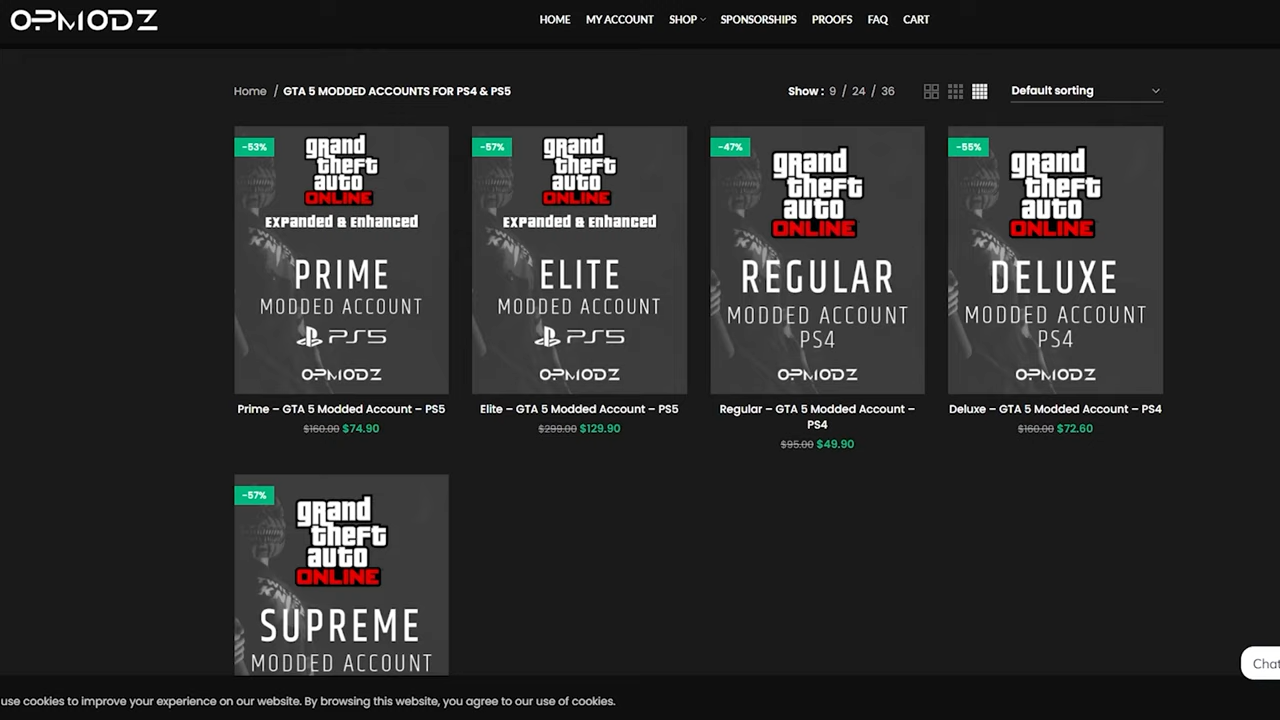 OPMODZ
HOME MY ACCOUNT SHOP SPONSORSHIPS PROOFS FAQ CART
Home / GTA 5 MODDED ACCOUNTS FOR PS4 & PS5
Show : 9 / 24 / 36
Default sorting
-53%
grand
theft
auto
ONLINE
Expanded & Enhanced
PRIME
MODDED ACCOUNT
PS5
OPMODZ
Prime – GTA 5 Modded Account – PS5
$160.00 $74.90
-57%
grand
theft
auto
ONLINE
Expanded & Enhanced
ELITE
MODDED ACCOUNT
PS5
OPMODZ
Elite – GTA 5 Modded Account – PS5
$299.00 $129.90
-47%
grand
theft
auto
ONLINE
REGULAR
MODDED ACCOUNT
PS4
OPMODZ
Regular – GTA 5 Modded Account –
PS4
$95.00 $49.90
-55%
grand
theft
auto
ONLINE
DELUXE
MODDED ACCOUNT
PS4
OPMODZ
Deluxe – GTA 5 Modded Account – PS4
$160.00 $72.60
-57%
grand
theft
auto
ONLINE
SUPREME
MODDED ACCOUNT
Chat
use cookies to improve your experience on our website. By browsing this website, you agree to our use of cookies.